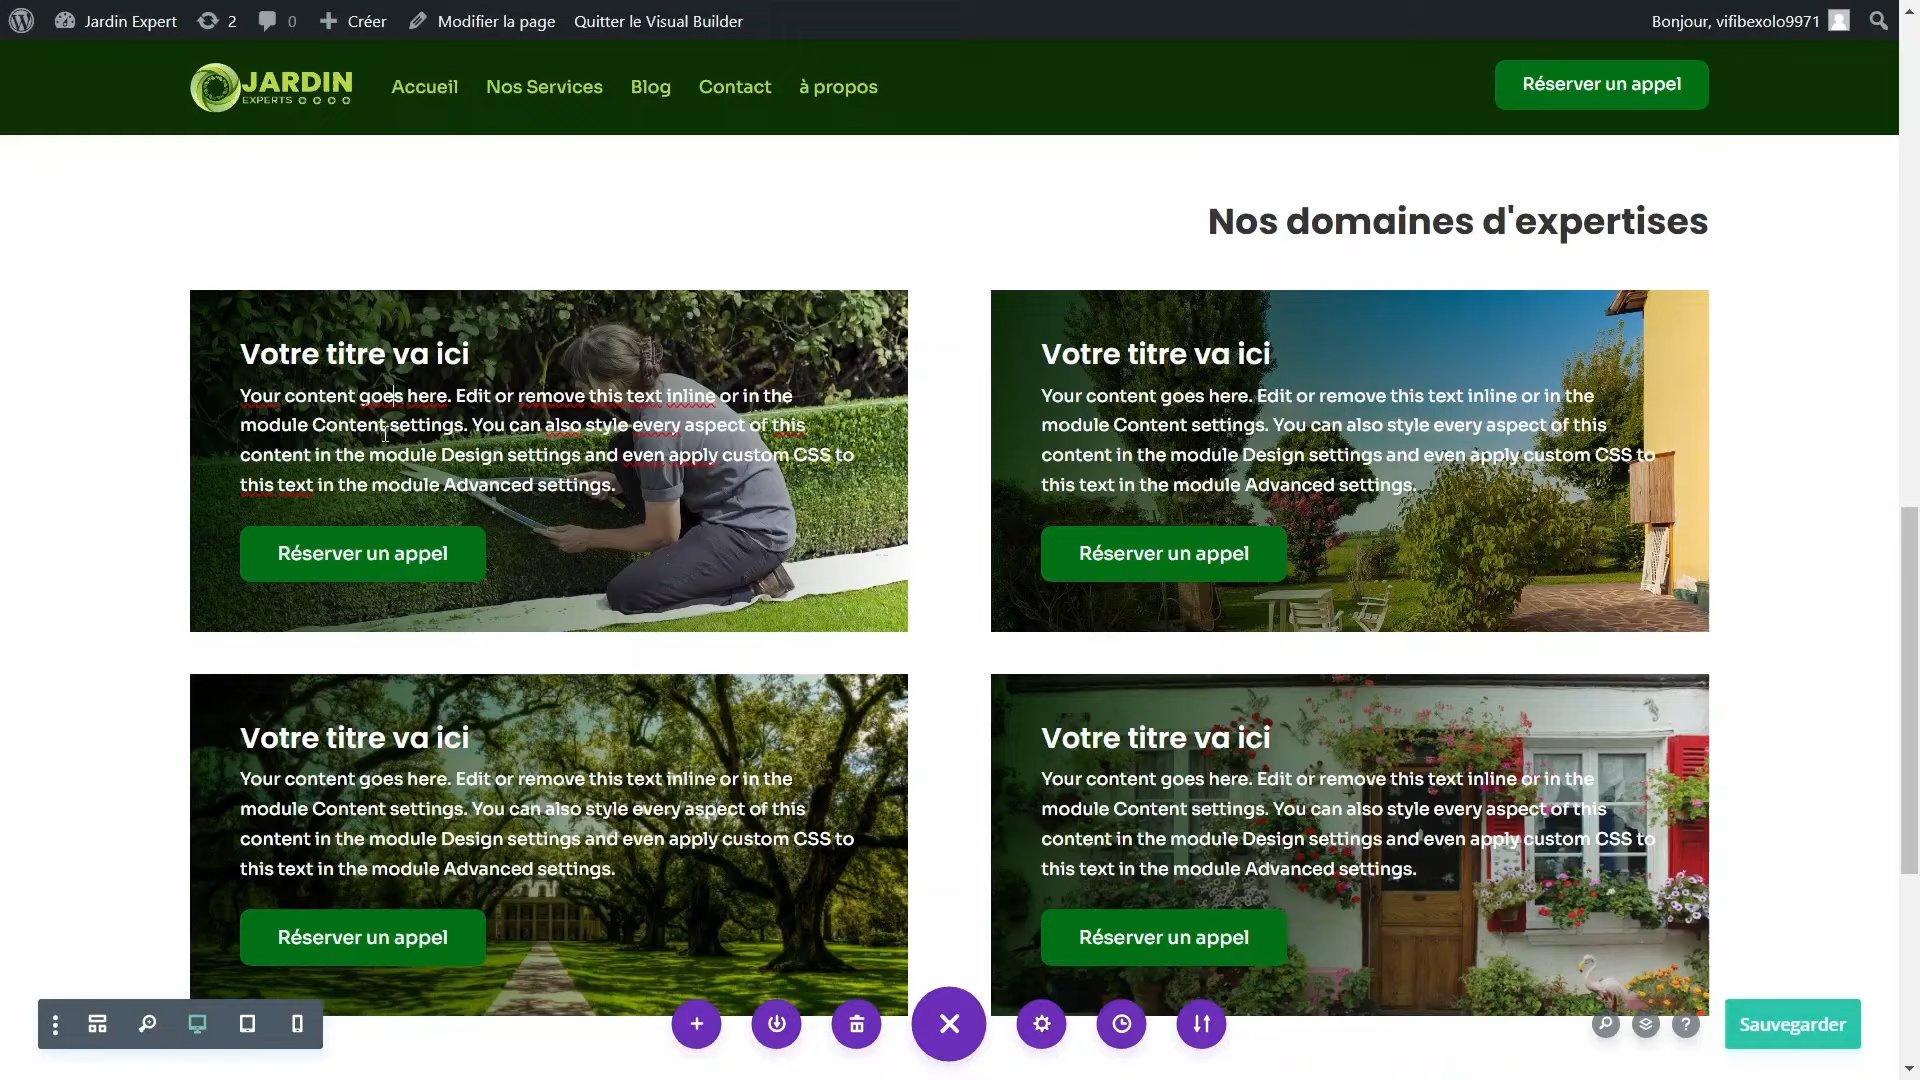 Jardin Expert 2 0 Créer Modifier la page Quitter le Visual Builder Bonjour, vifibexolo9971
JARDIN
EXPERTS
Accueil Nos Services Blog Contact à propos Réserver un appel
Nos domaines d'expertises
Votre titre va ici
Your content goes here. Edit or remove this text inline or in the
module Content settings. You can also style every aspect of this
content in the module Design settings and even apply custom CSS to
this text in the module Advanced settings.
Réserver un appel
Votre titre va ici
Your content goes here. Edit or remove this text inline or in the
module Content settings. You can also style every aspect of this
content in the module Design settings and even apply custom CSS to
this text in the module Advanced settings.
Réserver un appel
Votre titre va ici
Your content goes here. Edit or remove this text inline or in the
module Content settings. You can also style every aspect of this
content in the module Design settings and even apply custom CSS to
this text in the module Advanced settings.
Réserver un appel
Votre titre va ici
Your content goes here. Edit or remove this text inline or in the
module Content settings. You can also style every aspect of this
content in the module Design settings and even apply custom CSS to
this text in the module Advanced settings.
Réserver un appel
Sauvegarder